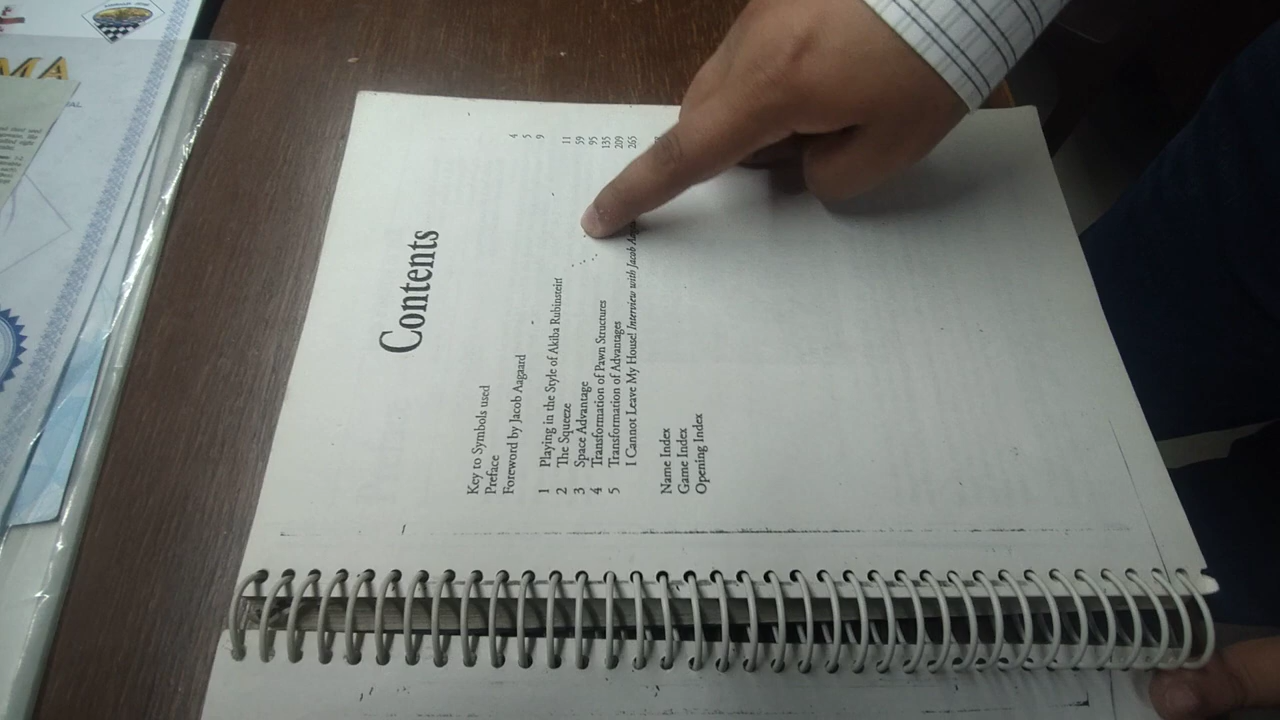 Contents
Key to Symbols used 4
Preface 5
Foreword by Jacob Aagaard 9
1 Playing in the Style of Akiba Rubinstein 11
2 The Squeeze 59
3 Space Advantage 95
4 Transformation of Pawn Structures 135
5 Transformation of Advantages 209
I Cannot Leave My House! Interview with Jacob 265
Name Index
Game Index
Opening Index
MA